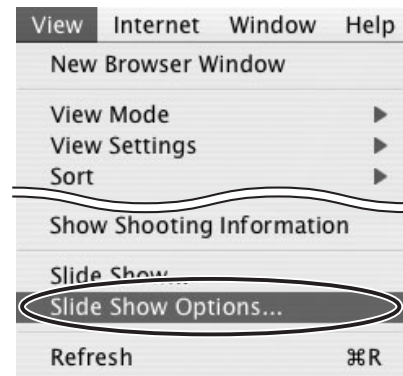 View Internet Window Help
New Browser Window
View Mode ▶
View Settings ▶
Sort ▶
Show Shooting Information
Slide Show...
Slide Show Options...
Refresh ⌘R